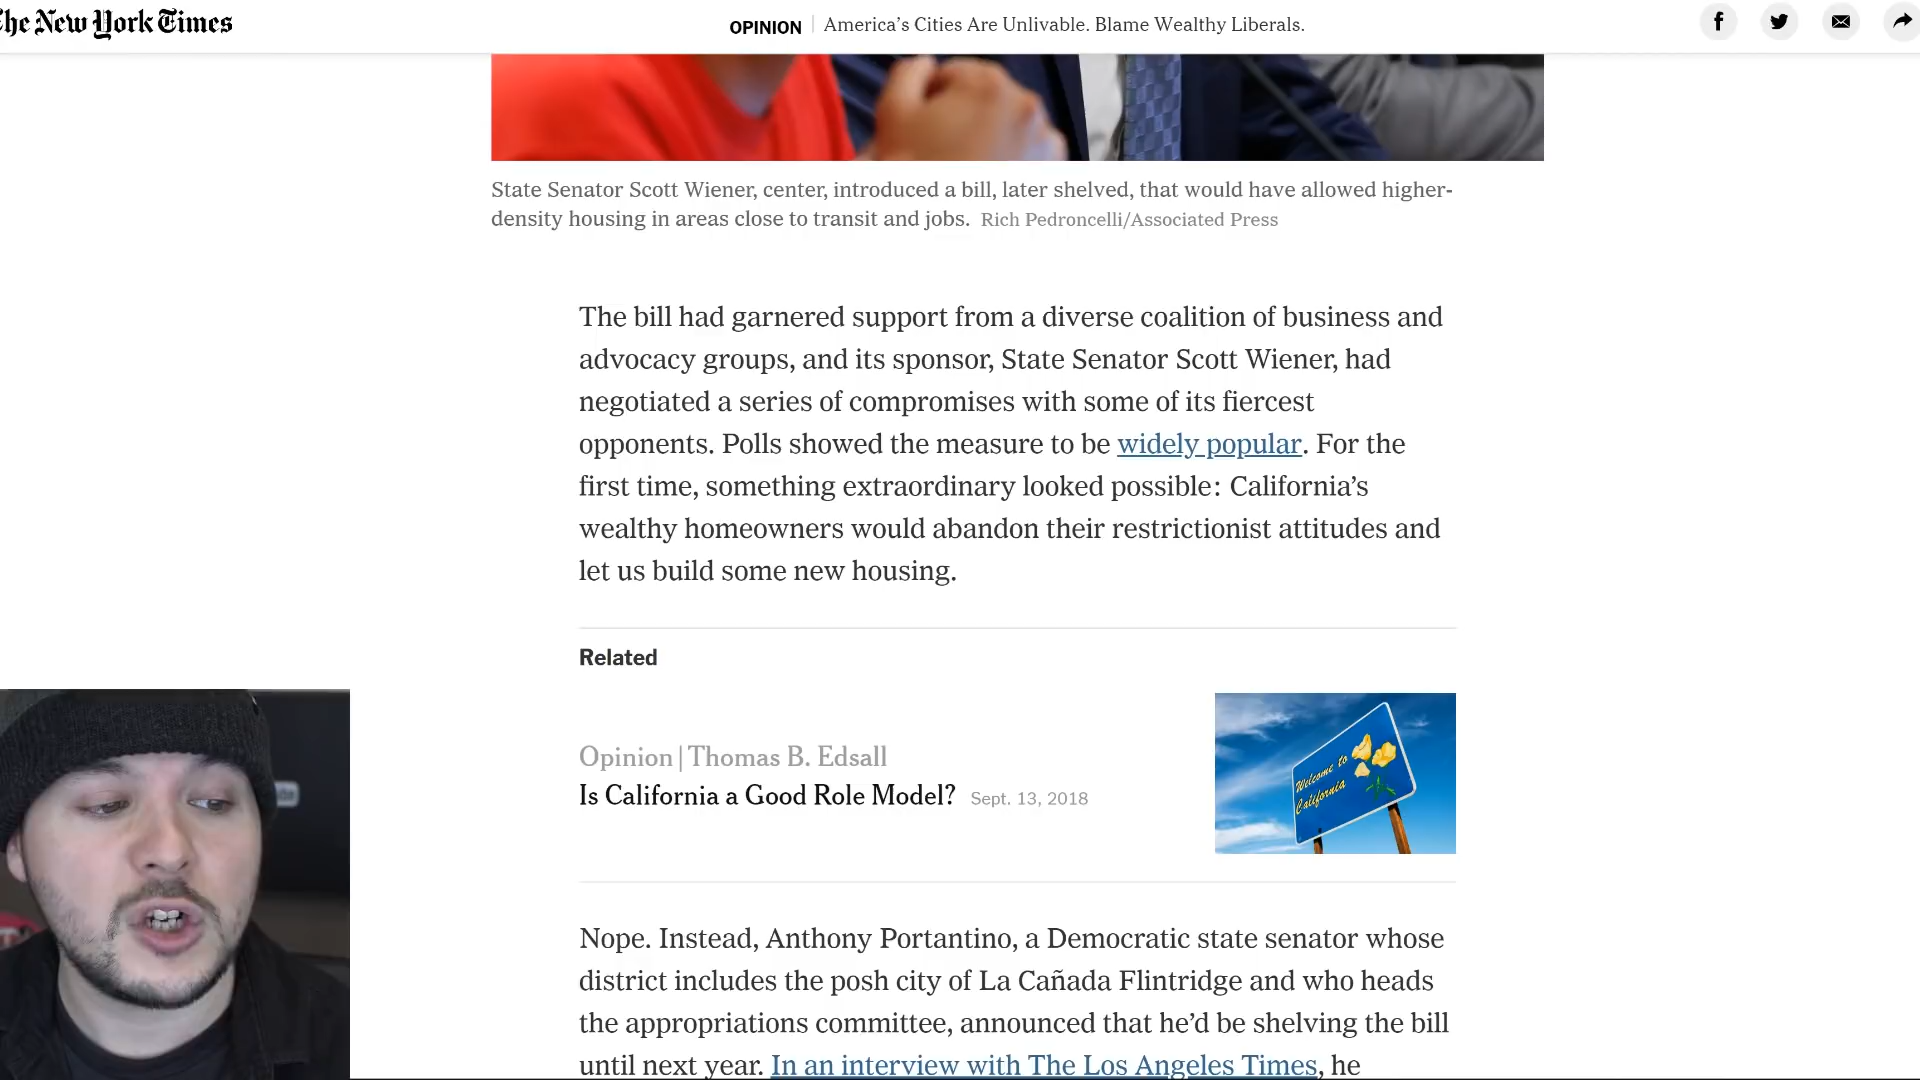 The New York Times
OPINION | America's Cities Are Unlivable. Blame Wealthy Liberals.
State Senator Scott Wiener, center, introduced a bill, later shelved, that would have allowed higher-
density housing in areas close to transit and jobs. Rich Pedroncelli/Associated Press
The bill had garnered support from a diverse coalition of business and
advocacy groups, and its sponsor, State Senator Scott Wiener, had
negotiated a series of compromises with some of its fiercest
opponents. Polls showed the measure to be widely popular. For the
first time, something extraordinary looked possible: California's
wealthy homeowners would abandon their restrictionist attitudes and
let us build some new housing.
Related
Opinion | Thomas B. Edsall
Is California a Good Role Model? Sept. 13, 2018
Welcome to
California
Nope. Instead, Anthony Portantino, a Democratic state senator whose
district includes the posh city of La Cañada Flintridge and who heads
the appropriations committee, announced that he'd be shelving the bill
until next year. In an interview with The Los Angeles Times, he